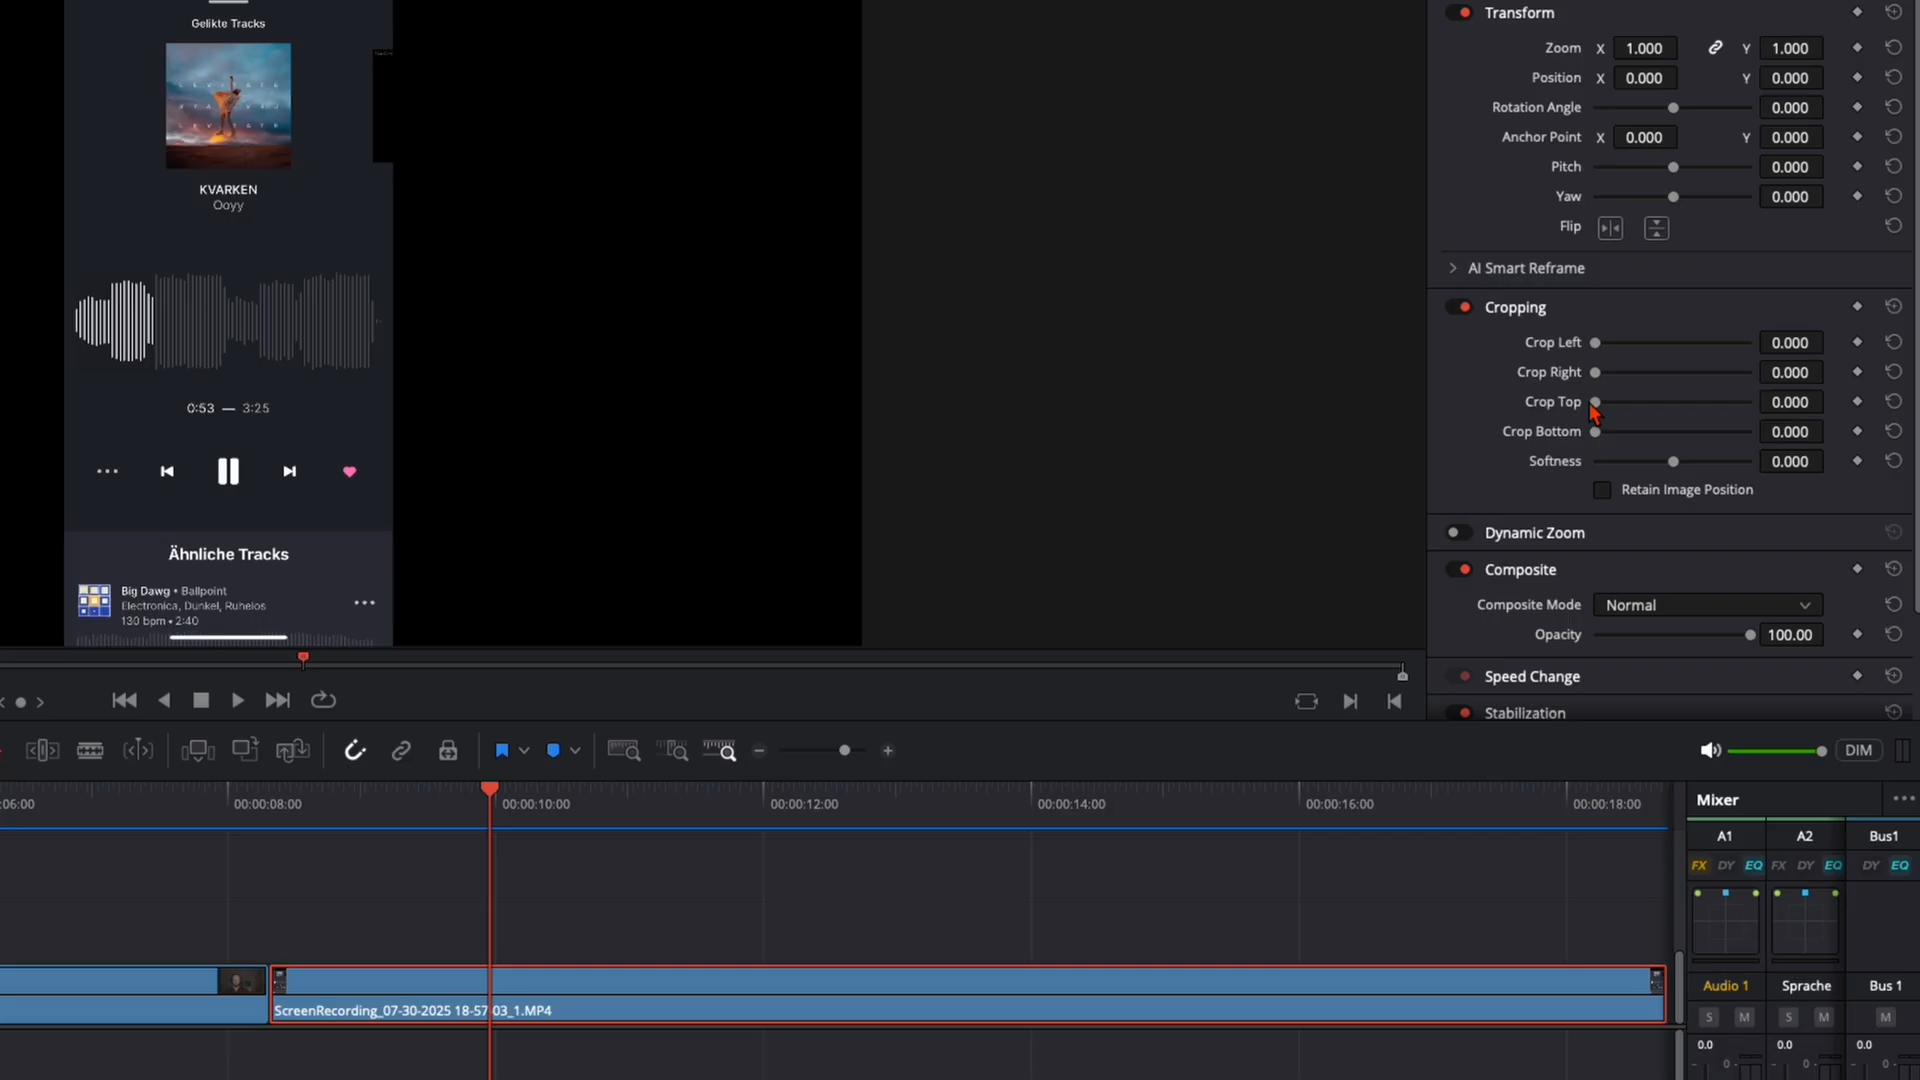 Gelikte Tracks
KVARKEN
Ooyy
0:53 — 3:25
Ähnliche Tracks
Big Dawg • Ballpoint
Electronica, Dunkel, Ruhelos
130 bpm • 2:40
Transform
Zoom X 1.000 Y 1.000
Position X 0.000 Y 0.000
Rotation Angle 0.000
Anchor Point X 0.000 Y 0.000
Pitch 0.000
Yaw 0.000
Flip
AI Smart Reframe
Cropping
Crop Left 0.000
Crop Right 0.000
Crop Top 0.000
Crop Bottom 0.000
Softness 0.000
Retain Image Position
Dynamic Zoom
Composite
Composite Mode Normal
Opacity 100.00
Speed Change
Stabilization
DIM
:06:00 00:00:08:00 00:00:10:00 00:00:12:00 00:00:14:00 00:00:16:00 00:00:18:00
ScreenRecording_07-30-2025 18-57-03_1.MP4
Mixer
A1 A2 Bus1
FX DY EQ FX DY EQ DY EQ
Audio 1 Sprache Bus 1
S M S M M
0.0 0.0 0.0
0 0 0